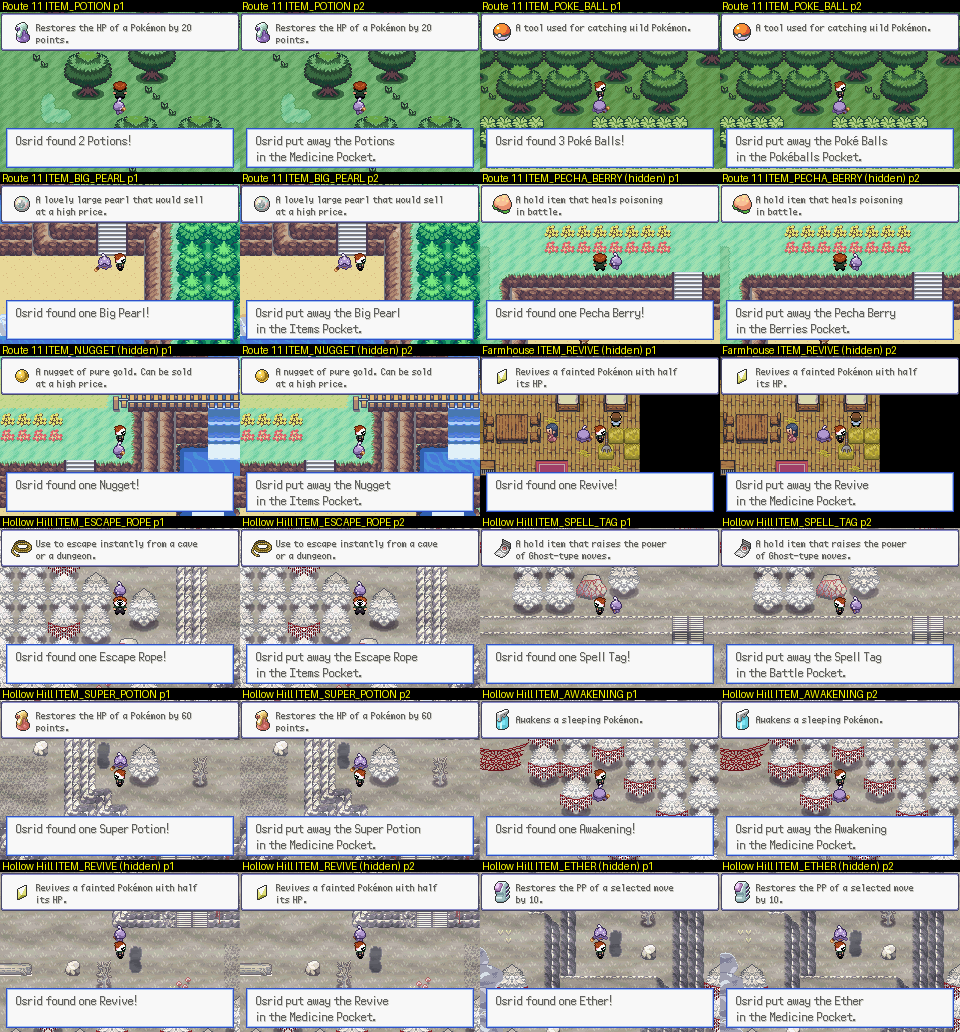 Route 11 ITEM_POTION p1
Restores the HP of a Pokémon by 20
points.
Osrid found 2 Potions!
Route 11 ITEM_POTION p2
Restores the HP of a Pokémon by 20
points.
Osrid put away the Potions
in the Medicine Pocket.
Route 11 ITEM_POKE_BALL p1
A tool used for catching wild Pokémon.
Osrid found 3 Poké Balls!
Route 11 ITEM_POKE_BALL p2
A tool used for catching wild Pokémon.
Osrid put away the Poké Balls
in the Pokéballs Pocket.
Route 11 ITEM_BIG_PEARL p1
A lovely large pearl that would sell
at a high price.
Osrid found one Big Pearl!
Route 11 ITEM_BIG_PEARL p2
A lovely large pearl that would sell
at a high price.
Osrid put away the Big Pearl
in the Items Pocket.
Route 11 ITEM_PECHA_BERRY (hidden) p1
A hold item that heals poisoning
in battle.
Osrid found one Pecha Berry!
Route 11 ITEM_PECHA_BERRY (hidden) p2
A hold item that heals poisoning
in battle.
Osrid put away the Pecha Berry
in the Berries Pocket.
Route 11 ITEM_NUGGET (hidden) p1
A nugget of pure gold. Can be sold
at a high price.
Osrid found one Nugget!
Route 11 ITEM_NUGGET (hidden) p2
A nugget of pure gold. Can be sold
at a high price.
Osrid put away the Nugget
in the Items Pocket.
Farmhouse ITEM_REVIVE (hidden) p1
Revives a fainted Pokémon with half
its HP.
Osrid found one Revive!
Farmhouse ITEM_REVIVE (hidden) p2
Revives a fainted Pokémon with half
its HP.
Osrid put away the Revive
in the Medicine Pocket.
Hollow Hill ITEM_ESCAPE_ROPE p1
Use to escape instantly from a cave
or a dungeon.
Osrid found one Escape Rope!
Hollow Hill ITEM_ESCAPE_ROPE p2
Use to escape instantly from a cave
or a dungeon.
Osrid put away the Escape Rope
in the Items Pocket.
Hollow Hill ITEM_SPELL_TAG p1
A hold item that raises the power
of Ghost-type moves.
Osrid found one Spell Tag!
Hollow Hill ITEM_SPELL_TAG p2
A hold item that raises the power
of Ghost-type moves.
Osrid put away the Spell Tag
in the Battle Pocket.
Hollow Hill ITEM_SUPER_POTION p1
Restores the HP of a Pokémon by 60
points.
Osrid found one Super Potion!
Hollow Hill ITEM_SUPER_POTION p2
Restores the HP of a Pokémon by 60
points.
Osrid put away the Super Potion
in the Medicine Pocket.
Hollow Hill ITEM_AWAKENING p1
Awakens a sleeping Pokémon.
Osrid found one Awakening!
Hollow Hill ITEM_AWAKENING p2
Awakens a sleeping Pokémon.
Osrid put away the Awakening
in the Medicine Pocket.
Hollow Hill ITEM_REVIVE (hidden) p1
Revives a fainted Pokémon with half
its HP.
Osrid found one Revive!
Hollow Hill ITEM_REVIVE (hidden) p2
Revives a fainted Pokémon with half
its HP.
Osrid put away the Revive
in the Medicine Pocket.
Hollow Hill ITEM_ETHER (hidden) p1
Restores the PP of a selected move
by 10.
Osrid found one Ether!
Hollow Hill ITEM_ETHER (hidden) p2
Restores the PP of a selected move
by 10.
Osrid put away the Ether
in the Medicine Pocket.